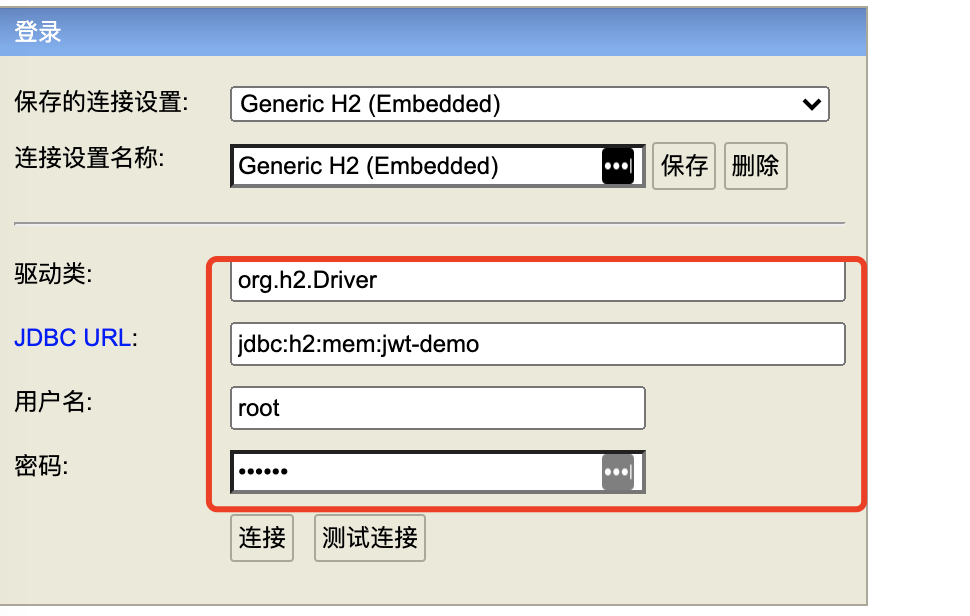 登录
保存的连接设置: Generic H2 (Embedded)
连接设置名称: Generic H2 (Embedded) 保存 删除
驱动类: org.h2.Driver
JDBC URL: jdbc:h2:mem:jwt-demo
用户名: root
密码: ••••••
连接 测试连接